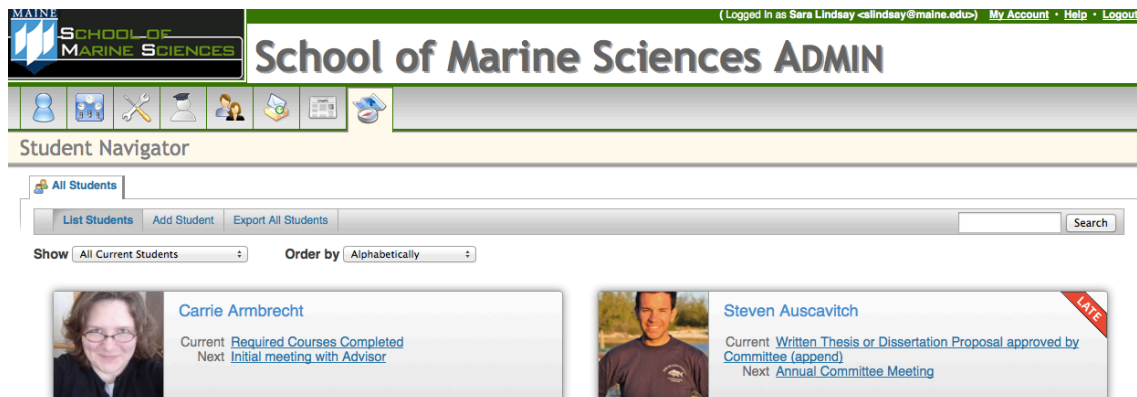 MAINE
(Logged In as Sara Lindsay <slindsay@maine.edu>) My Account • Help • Logout
SCHOOL OF
MARINE SCIENCES
School of Marine Sciences ADMIN
Student Navigator
All Students
List Students Add Student Export All Students Search
Show All Current Students Order by Alphabetically
Carrie Armbrecht
Current Required Courses Completed
Next Initial meeting with Advisor
Steven Auscavitch
LATE
Current Written Thesis or Dissertation Proposal approved by
Committee (append)
Next Annual Committee Meeting